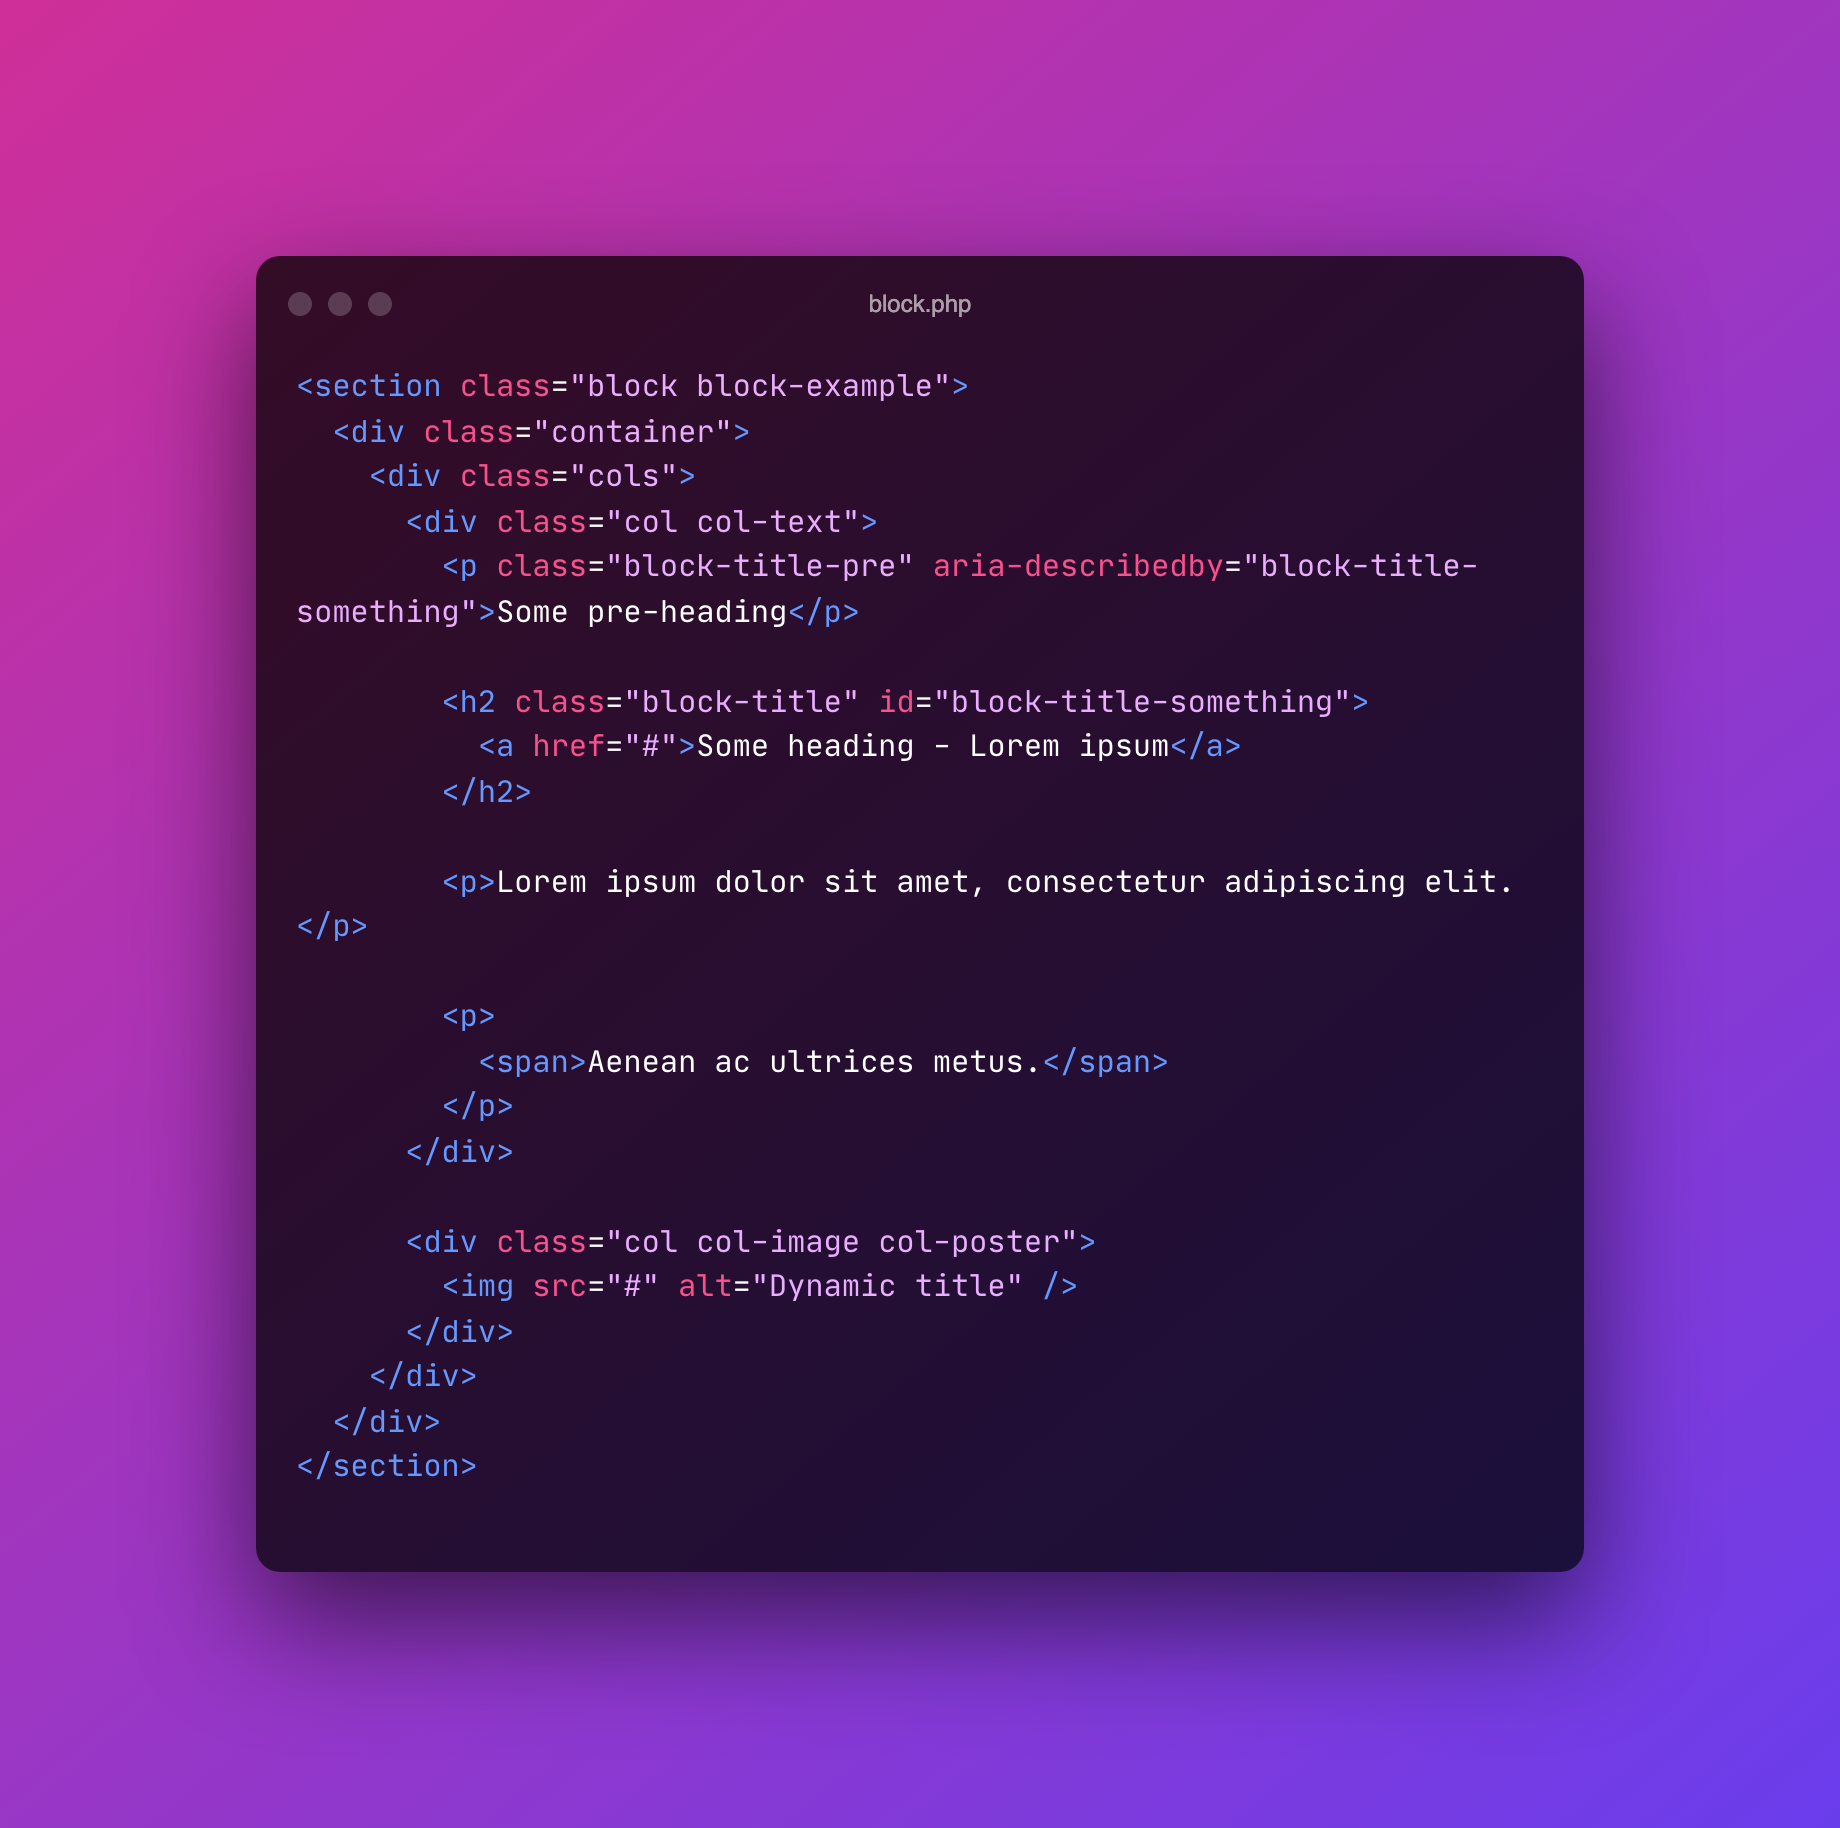 block.php
<section class="block block-example">
  <div class="container">
    <div class="cols">
      <div class="col col-text">
        <p class="block-title-pre" aria-describedby="block-title-
something">Some pre-heading</p>
        <h2 class="block-title" id="block-title-something">
          <a href="#">Some heading - Lorem ipsum</a>
        </h2>
        <p>Lorem ipsum dolor sit amet, consectetur adipiscing elit.
</p>
        <p>
          <span>Aenean ac ultrices metus.</span>
        </p>
      </div>
      <div class="col col-image col-poster">
        <img src="#" alt="Dynamic title" />
      </div>
    </div>
  </div>
</section>